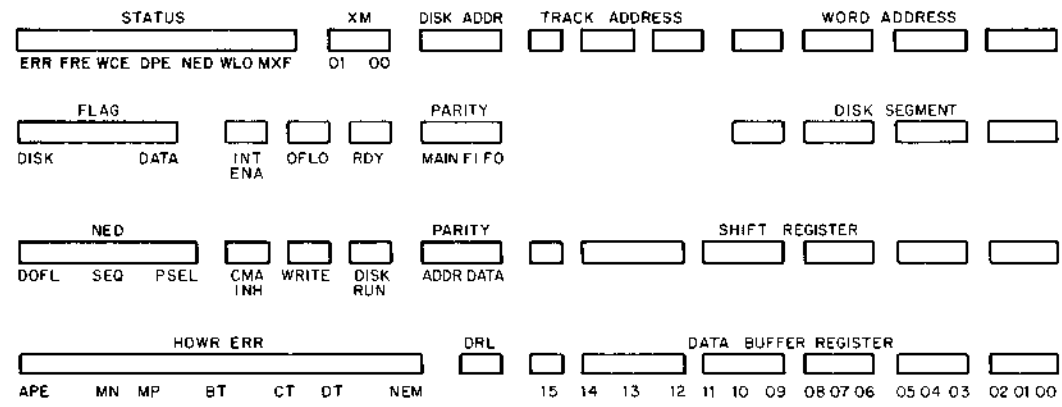 STATUS XM DISK ADDR TRACK ADDRESS WORD ADDRESS
ERR FRE WCE DPE NED WLO MXF 01 00
FLAG PARITY DISK SEGMENT
DISK DATA INT ENA OFLO RDY MAIN FIFO
NED PARITY SHIFT REGISTER
DOFL SEQ PSEL CMA INH WRITE DISK RUN ADDR DATA
HDWR ERR DRL DATA BUFFER REGISTER
APE MN MP BT CT DT NEM 15 14 13 12 11 10 09 08 07 06 05 04 03 02 01 00